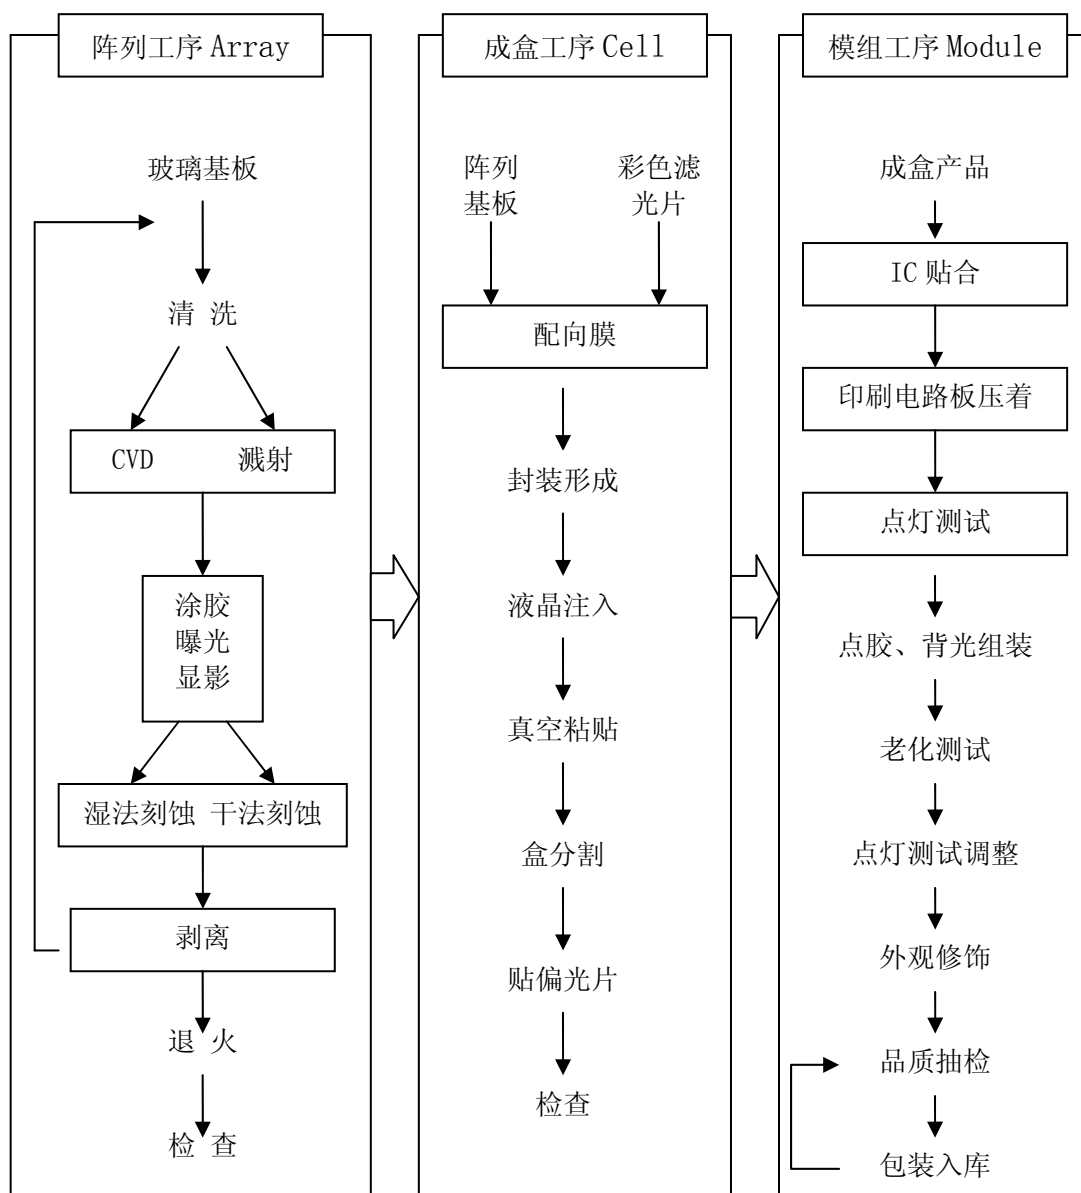 阵列工序 Array
玻璃基板
清 洗
CVD 溅射
涂胶
曝光
显影
湿法刻蚀 干法刻蚀
剥离
退 火
检 查
成盒工序 Cell
阵列
基板
彩色滤
光片
配向膜
封装形成
液晶注入
真空粘贴
盒分割
贴偏光片
检查
模组工序 Module
成盒产品
IC 贴合
印刷电路板压着
点灯测试
点胶、背光组装
老化测试
点灯测试调整
外观修饰
品质抽检
包装入库